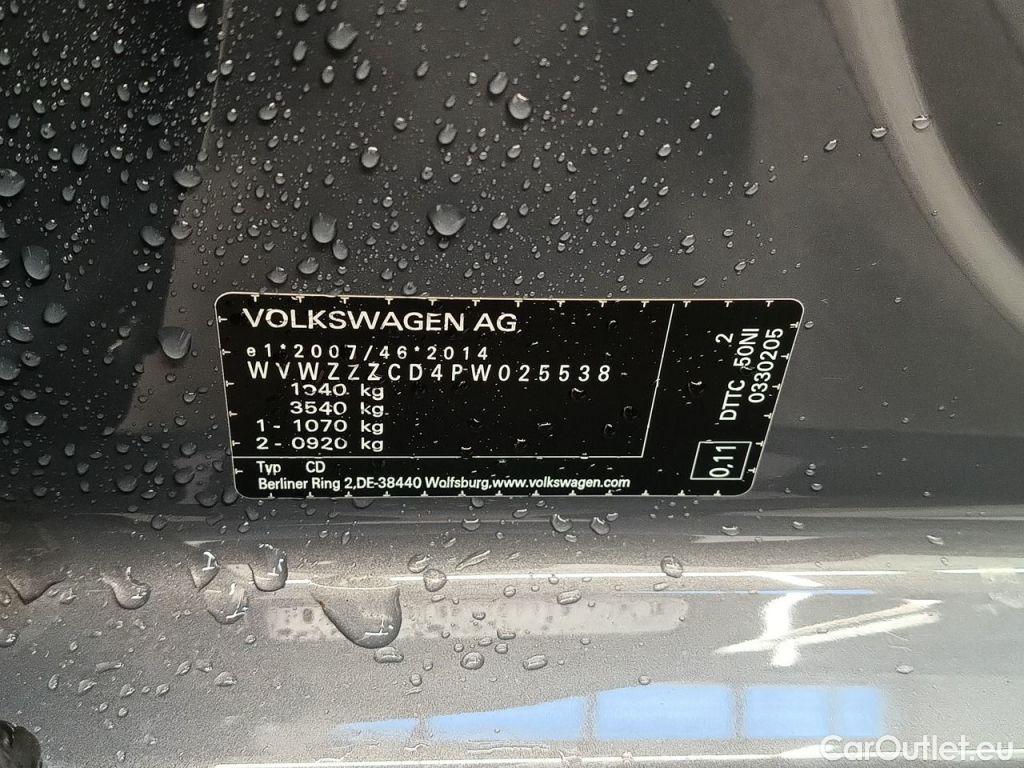 VOLKSWAGEN AG
e1*2007/46*2014
WVWZZZCD4PW025538
1940 kg
3540 kg
1 - 1070 kg
2 - 0920 kg
Typ CD
Berliner Ring 2,DE-38440 Wolfsburg,www.volkswagen.com
2
DTTC 50NI
0330205
0,11
CarOutlet.eu